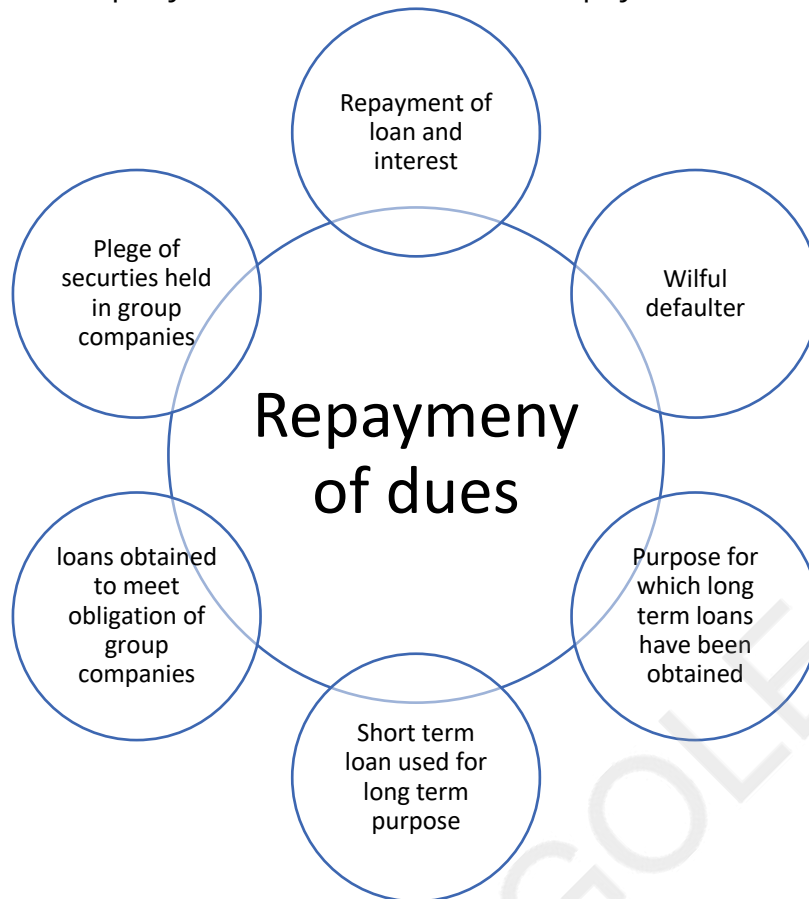 Repayment of
loan and
interest
Wilful
defaulter
Purpose for
which long
term loans
have been
obtained
Short term
loan used for
long term
purpose
loans obtained
to meet
obligation of
group
companies
Plege of
securties held
in group
companies
Repaymeny
of dues
GOLE